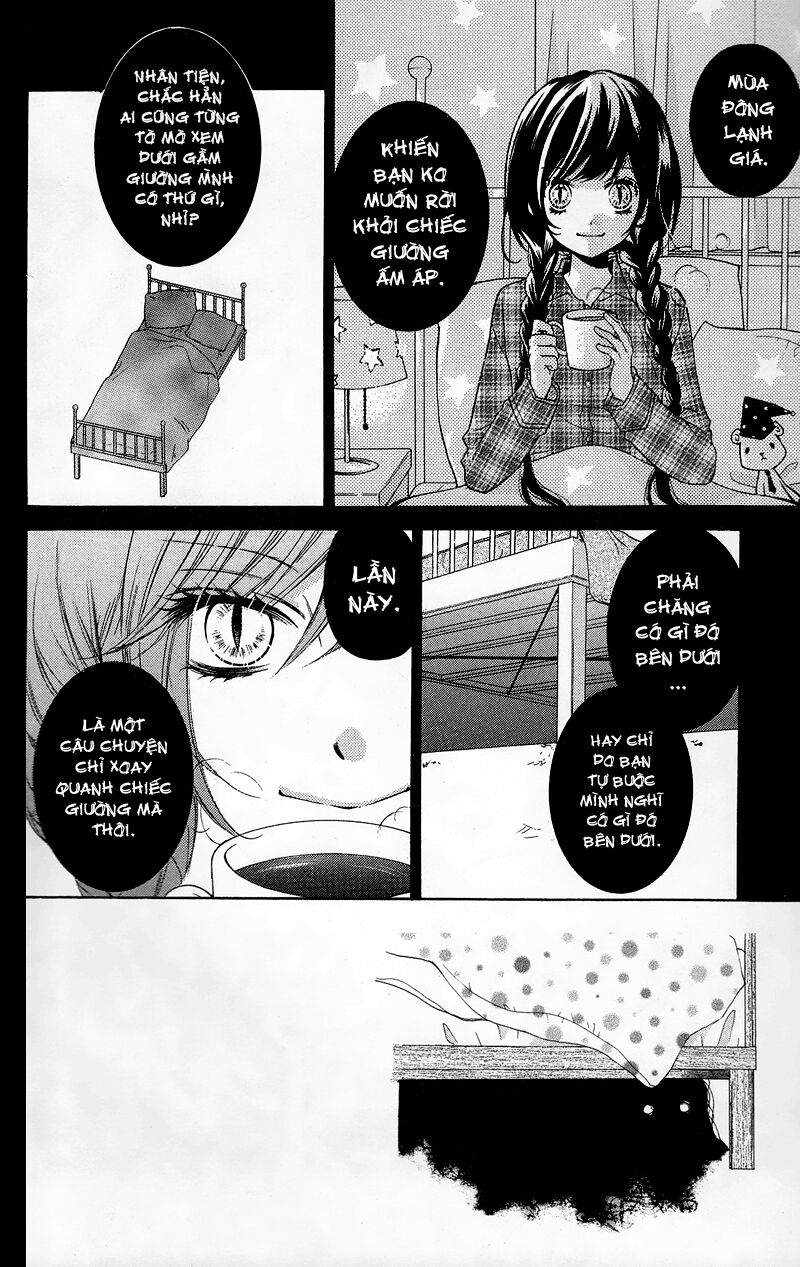 MÙA
ĐÔNG
LẠNH
GIÁ.
KHIẾN
BẠN KO
MUỐN RỜI
KHỎI CHIẾC
GIƯỜNG
ẤM ÁP.
NHÂN TIỆN,
CHẮC HẲN
AI CŨNG TỪNG
TÒ MÒ XEM
DƯỚI GẦM
GIƯỜNG MÌNH
CÓ THỨ GÌ,
NHỈ?
PHẢI
CHĂNG
CÓ GÌ ĐÓ
BÊN DƯỚI
...
HAY CHỈ
DO BẠN
TỰ BUỘC
MÌNH NGHĨ
CÓ GÌ ĐÓ
BÊN DƯỚI.
LẦN
NÀY.
LÀ MỘT
CÂU CHUYỆN
CHỈ XOAY
QUANH CHIẾC
GIƯỜNG MÀ
THÔI.